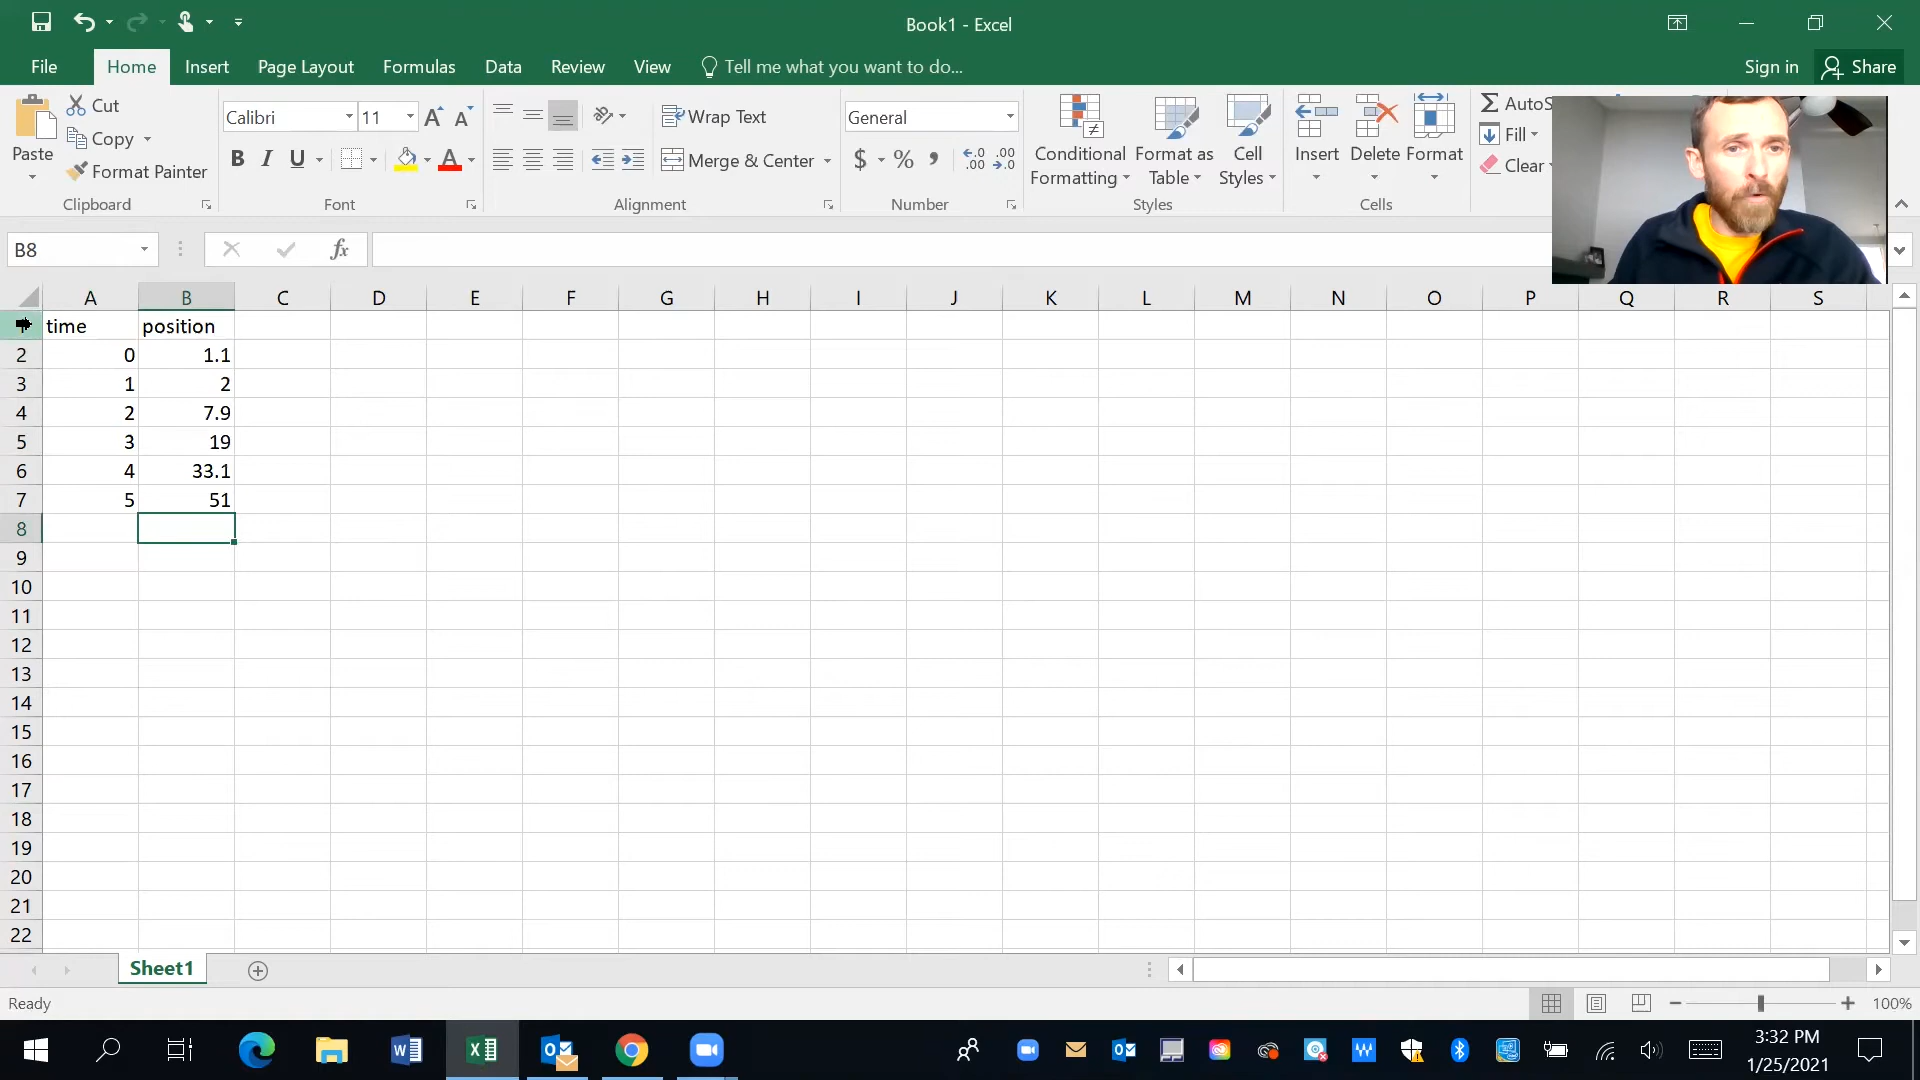 Book1 - Excel
File Home Insert Page Layout Formulas Data Review View Tell me what you want to do... Sign in Share
Paste
Cut
Copy
Format Painter
Clipboard
Calibri 11
B I U A
Font
Wrap Text
Merge & Center
Alignment
General
$ % , .00 .00
Number
Conditional Formatting
Format as Table
Cell Styles
Styles
Insert Delete Format
Cells
Fill
Clear
B8 fx
A B C D E F G H I J K L M N O P Q R S
time position
2 0 1.1
3 1 2
4 2 7.9
5 3 19
6 4 33.1
7 5 51
8
9
10
11
12
13
14
15
16
17
18
19
20
21
22
Sheet1
Ready 100%
3:32 PM
1/25/2021